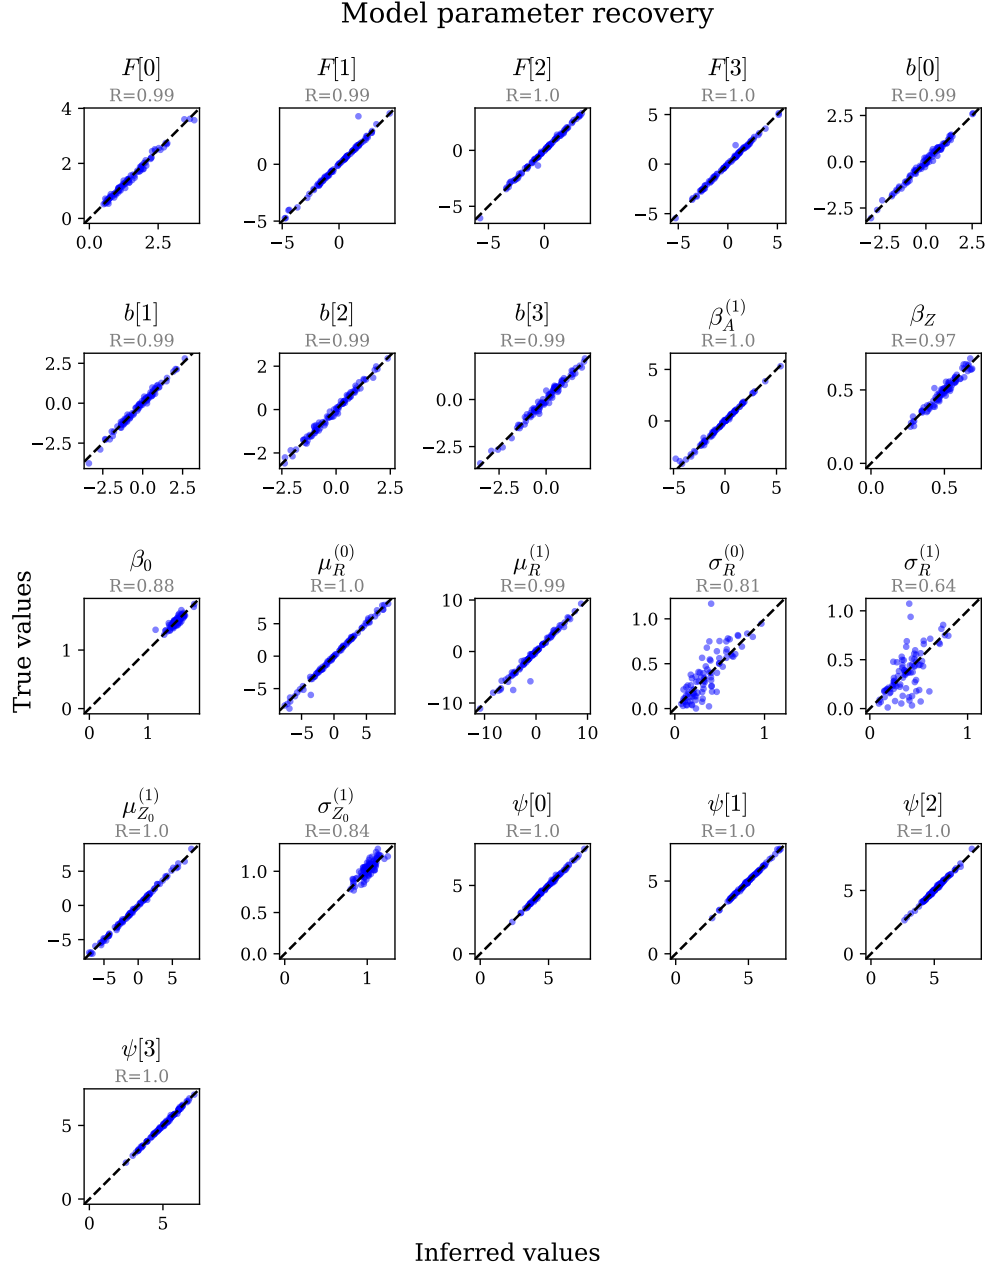 Model parameter recovery
F[0] F[1] F[2] F[3] b[0]
R=0.99 R=0.99 R=1.0 R=1.0 R=0.99
4 5 0 5 2.5
2 0 −5 0 0.0
0 −5 −5 −2.5
0.0 2.5 −5 0 −5 0 −5 0 5 −2.5 0.0 2.5
b[1] b[2] b[3] β_A^{(1)} β_Z
R=0.99 R=0.99 R=0.99 R=1.0 R=0.97
2.5 2 0.0 5 0.5
0.0 0 −2.5 0 0.0
−2.5 −2
−2.5 0.0 2.5 −2.5 0.0 2.5 −2.5 0.0 −5 0 5 0.0 0.5
β_0 μ_R^{(0)} μ_R^{(1)} σ_R^{(0)} σ_R^{(1)}
R=0.88 R=1.0 R=0.99 R=0.81 R=0.64
1 5 10 1.0 1.0
0 0 0 0.5 0.5
−5 −10 0.0 0.0
0 1 −5 0 5 −10 0 10 0 1 0 1
True values
μ_{Z_0}^{(1)} σ_{Z_0}^{(1)} ψ[0] ψ[1] ψ[2]
R=1.0 R=0.84 R=1.0 R=1.0 R=1.0
5 1.0 5 5 5
0 0.5 0 0 0
−5 0.0
−5 0 5 0 1 0 5 0 5 0 5
ψ[3]
R=1.0
5
0
0 5
Inferred values